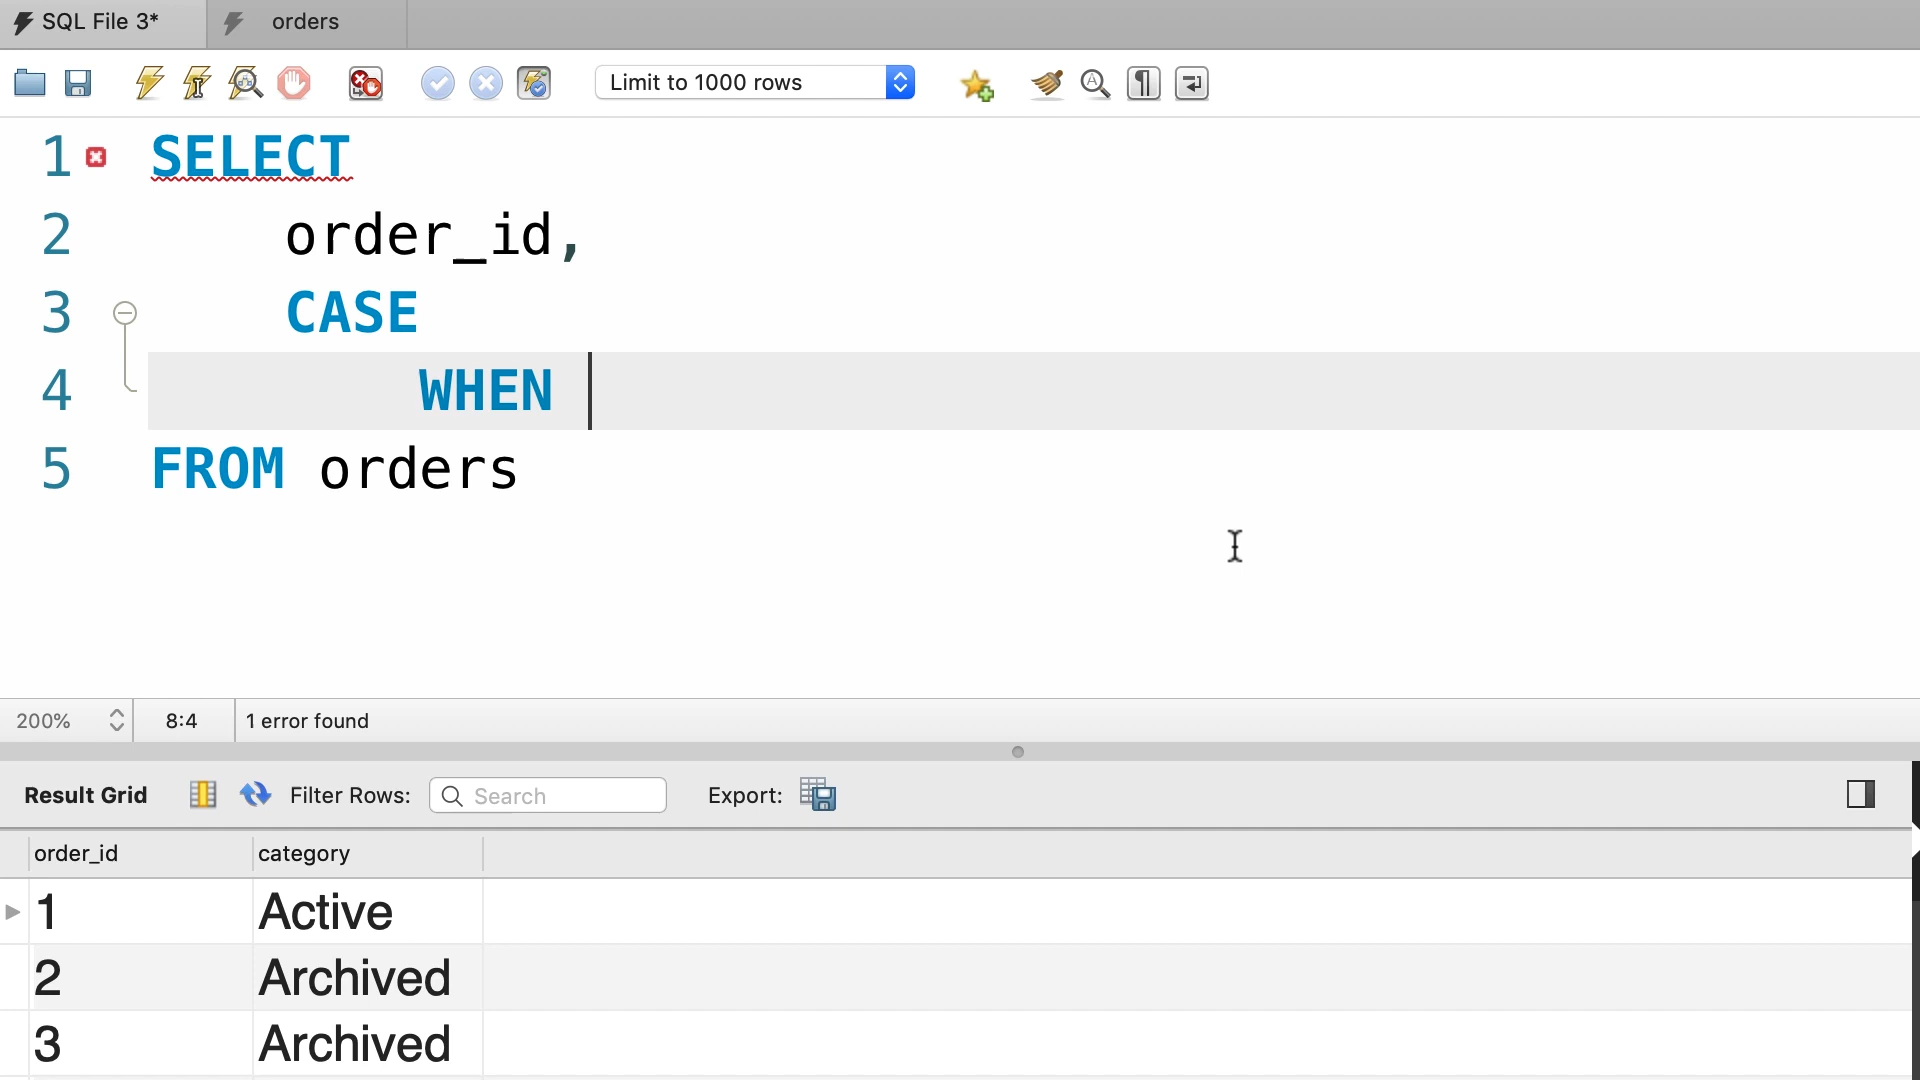 SQL File 3*
orders
Limit to 1000 rows
1 SELECT
2 order_id,
3 CASE
4 WHEN
5 FROM orders
200% 8:4 1 error found
Result Grid Filter Rows: Search Export:
order_id category
1 Active
2 Archived
3 Archived